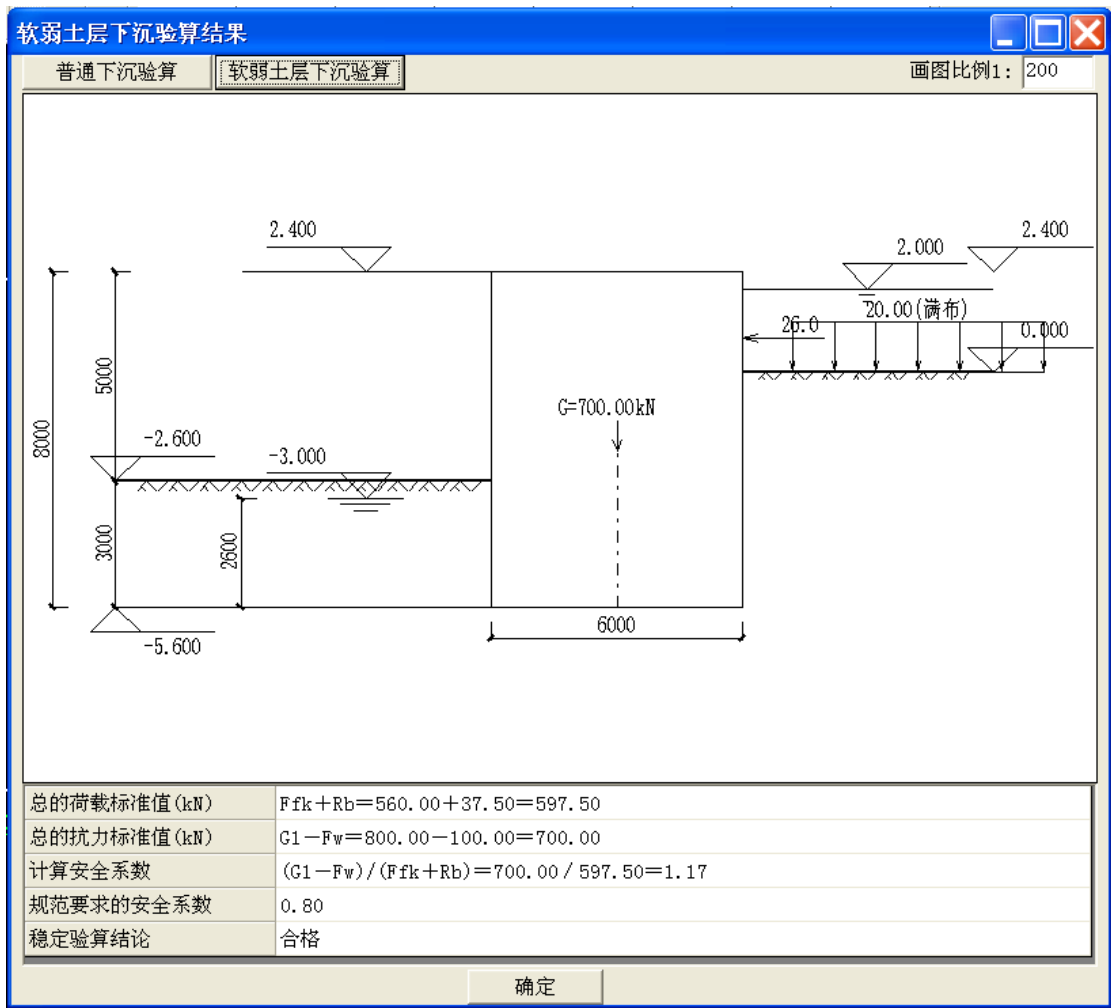 软弱土层下沉验算结果
普通下沉验算 软弱土层下沉验算 画图比例1: 200
2.400 2.400
2.000
20.00(满布)
26.0 0.000
5000
G=700.00kN
8000
-2.600
-3.000
3000
2600
6000
-5.600
总的荷载标准值(kN) Ffk+Rb=560.00+37.50=597.50
总的抗力标准值(kN) G1-Fw=800.00-100.00=700.00
计算安全系数 (G1-Fw)/(Ffk+Rb)=700.00/597.50=1.17
规范要求的安全系数 0.80
稳定验算结论 合格
确定